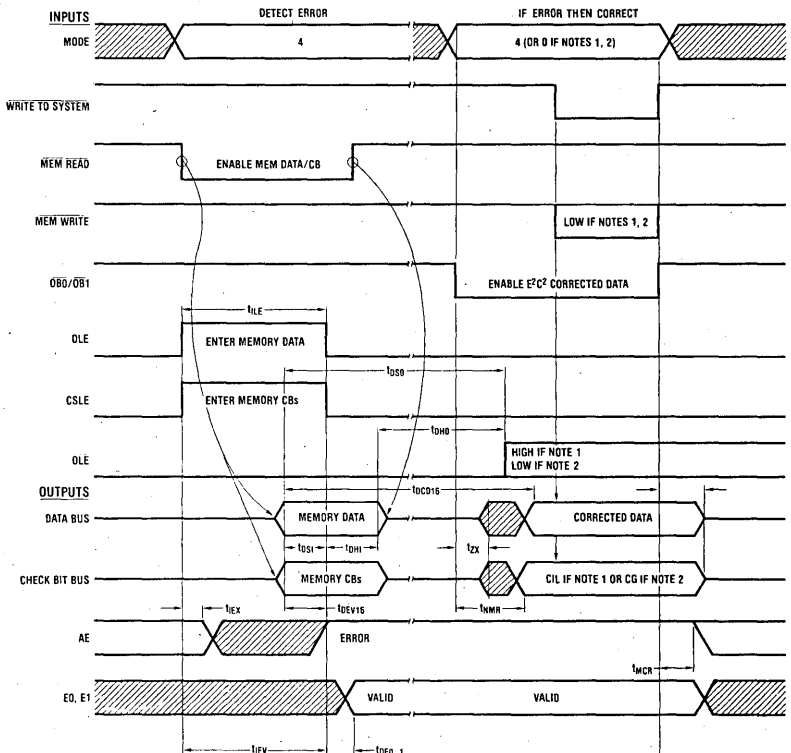 DETECT ERROR
IF ERROR THEN CORRECT
INPUTS
MODE
4
4 (OR 0 IF NOTES 1, 2)
WRITE TO SYSTEM
MEM READ
ENABLE MEM DATA/CB
MEM WRITE
LOW IF NOTES 1, 2
OB0/OB1
ENABLE E²C² CORRECTED DATA
tILE
DLE
ENTER MEMORY DATA
tDSO
CSLE
ENTER MEMORY CBs
tDHO
OLE
HIGH IF NOTE 1
LOW IF NOTE 2
OUTPUTS
tDCD16
DATA BUS
MEMORY DATA
CORRECTED DATA
tDSI
tDHI
tZX
CHECK BIT BUS
MEMORY CBs
CIL IF NOTE 1 OR CG IF NOTE 2
tIEX
tDEV16
tNMR
AE
ERROR
tMCR
E0, E1
VALID
VALID
tIEV
tDE0, 1